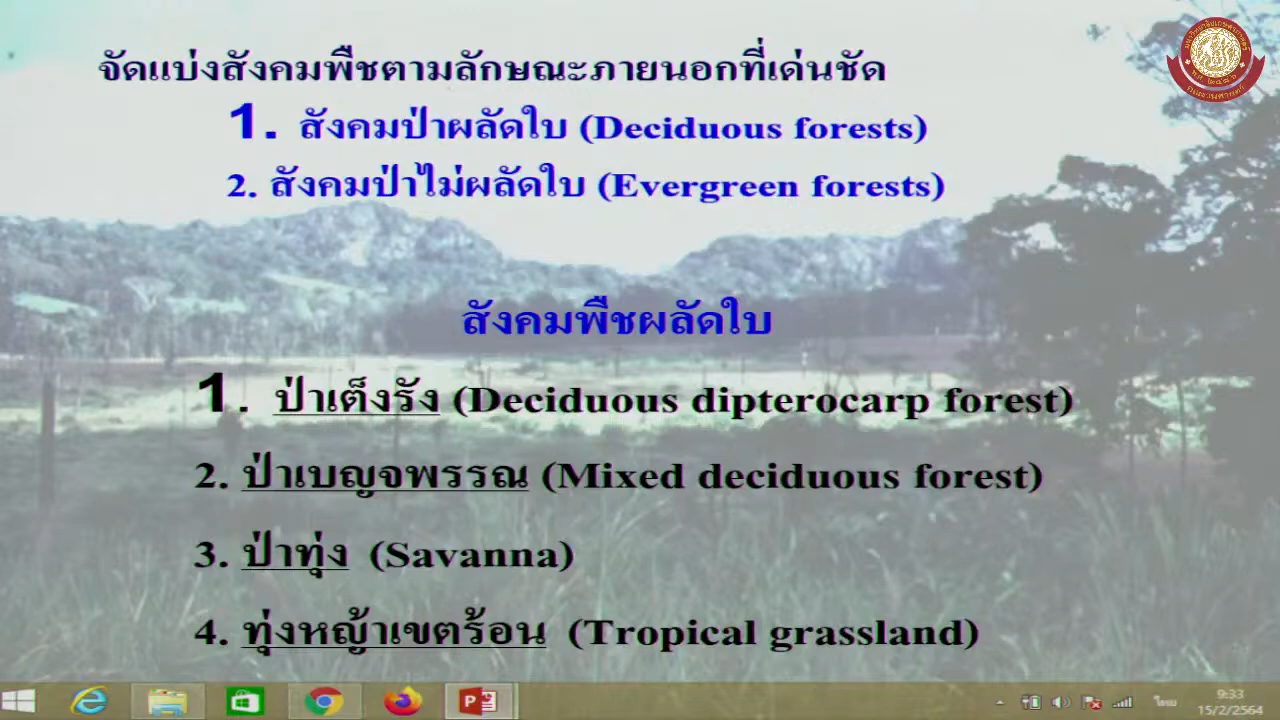 จัดแบ่งสังคมพืชตามลักษณะภายนอกที่เด่นชัด
1. สังคมป่าผลัดใบ (Deciduous forests)
2. สังคมป่าไม่ผลัดใบ (Evergreen forests)
สังคมพืชผลัดใบ
1. ป่าเต็งรัง (Deciduous dipterocarp forest)
2. ป่าเบญจพรรณ (Mixed deciduous forest)
3. ป่าทุ่ง (Savanna)
4. ทุ่งหญ้าเขตร้อน (Tropical grassland)
ไทย
9:33
15/2/2564